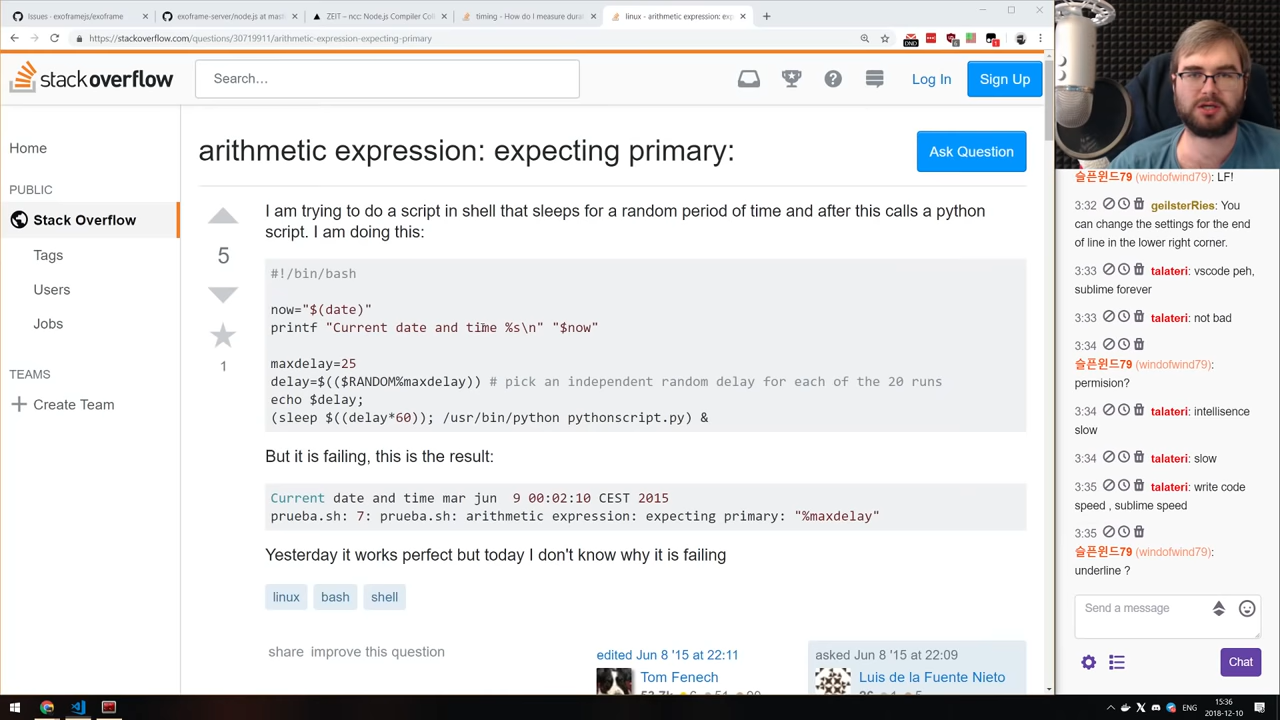 Issues · exoframejs/exoframe
exoframe-server/node.js at mast
ZEIT – ncc: Node.js Compiler Co
timing - How do I measure durat
linux - arithmetic expression: exp
https://stackoverflow.com/questions/30719911/arithmetic-expression-expecting-primary
stackoverflow
Search...
Log In
Sign Up
Home
PUBLIC
Stack Overflow
Tags
Users
Jobs
TEAMS
Create Team
arithmetic expression: expecting primary:
Ask Question
5
1
I am trying to do a script in shell that sleeps for a random period of time and after this calls a python
script. I am doing this:
#!/bin/bash
now="$(date)"
printf "Current date and time %s\n" "$now"
maxdelay=25
delay=$(($RANDOM%maxdelay)) # pick an independent random delay for each of the 20 runs
echo $delay;
(sleep $((delay*60)); /usr/bin/python pythonscript.py) &
But it is failing, this is the result:
Current date and time mar jun  9 00:02:10 CEST 2015
prueba.sh: 7: prueba.sh: arithmetic expression: expecting primary: "%maxdelay"
Yesterday it works perfect but today I don't know why it is failing
linux bash shell
share improve this question
edited Jun 8 '15 at 22:11
Tom Fenech
asked Jun 8 '15 at 22:09
Luis de la Fuente Nieto
슬픈윈드79 (windofwind79): LF!
3:32 geilsterRies: You
can change the settings for the end
of line in the lower right corner.
3:33 talateri: vscode peh,
sublime forever
3:33 talateri: not bad
3:34
슬픈윈드79 (windofwind79):
permision?
3:34 talateri: intellisence
slow
3:34 talateri: slow
3:35 talateri: write code
speed , sublime speed
3:35
슬픈윈드79 (windofwind79):
underline ?
Send a message
Chat
ENG
15:36
2018-12-10